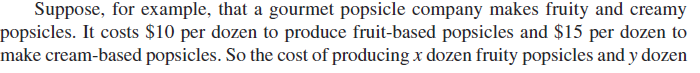 Suppose, for example, that a gourmet popsicle company makes fruity and creamy
popsicles. It costs $10 per dozen to produce fruit-based popsicles and $15 per dozen to
make cream-based popsicles. So the cost of producing x dozen fruity popsicles and y dozen